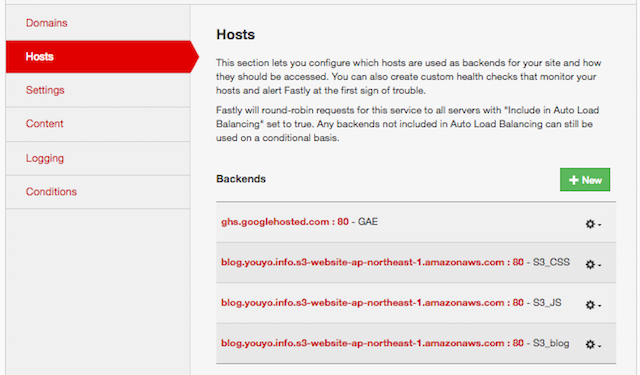 Domains
Hosts
Settings
Content
Logging
Conditions
Hosts
This section lets you configure which hosts are used as backends for your site and how
they should be accessed. You can also create custom health checks that monitor your
hosts and alert Fastly at the first sign of trouble.
Fastly will round-robin requests for this service to all servers with "Include in Auto Load
Balancing" set to true. Any backends not included in Auto Load Balancing can still be
used on a conditional basis.
Backends
+ New
ghs.googlehosted.com : 80 - GAE
blog.youyo.info.s3-website-ap-northeast-1.amazonaws.com : 80 - S3_CSS
blog.youyo.info.s3-website-ap-northeast-1.amazonaws.com : 80 - S3_JS
blog.youyo.info.s3-website-ap-northeast-1.amazonaws.com : 80 - S3_blog